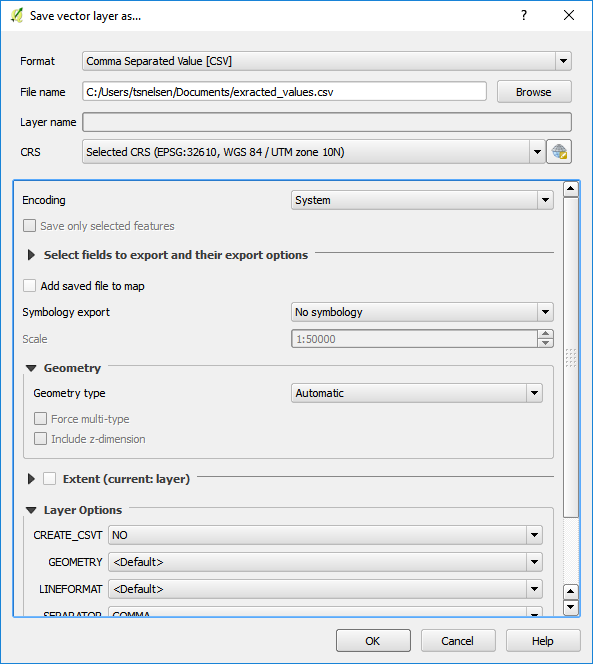 Save vector layer as...
?
Format Comma Separated Value [CSV]
File name C:/Users/tsnelsen/Documents/exracted_values.csv Browse
Layer name
CRS Selected CRS (EPSG:32610, WGS 84 / UTM zone 10N)
Encoding System
Save only selected features
Select fields to export and their export options
Add saved file to map
Symbology export No symbology
Scale 1:50000
Geometry
Geometry type Automatic
Force multi-type
Include z-dimension
Extent (current: layer)
Layer Options
CREATE_CSVT NO
GEOMETRY <Default>
LINEFORMAT <Default>
SEPARATOR COMMA
OK Cancel Help